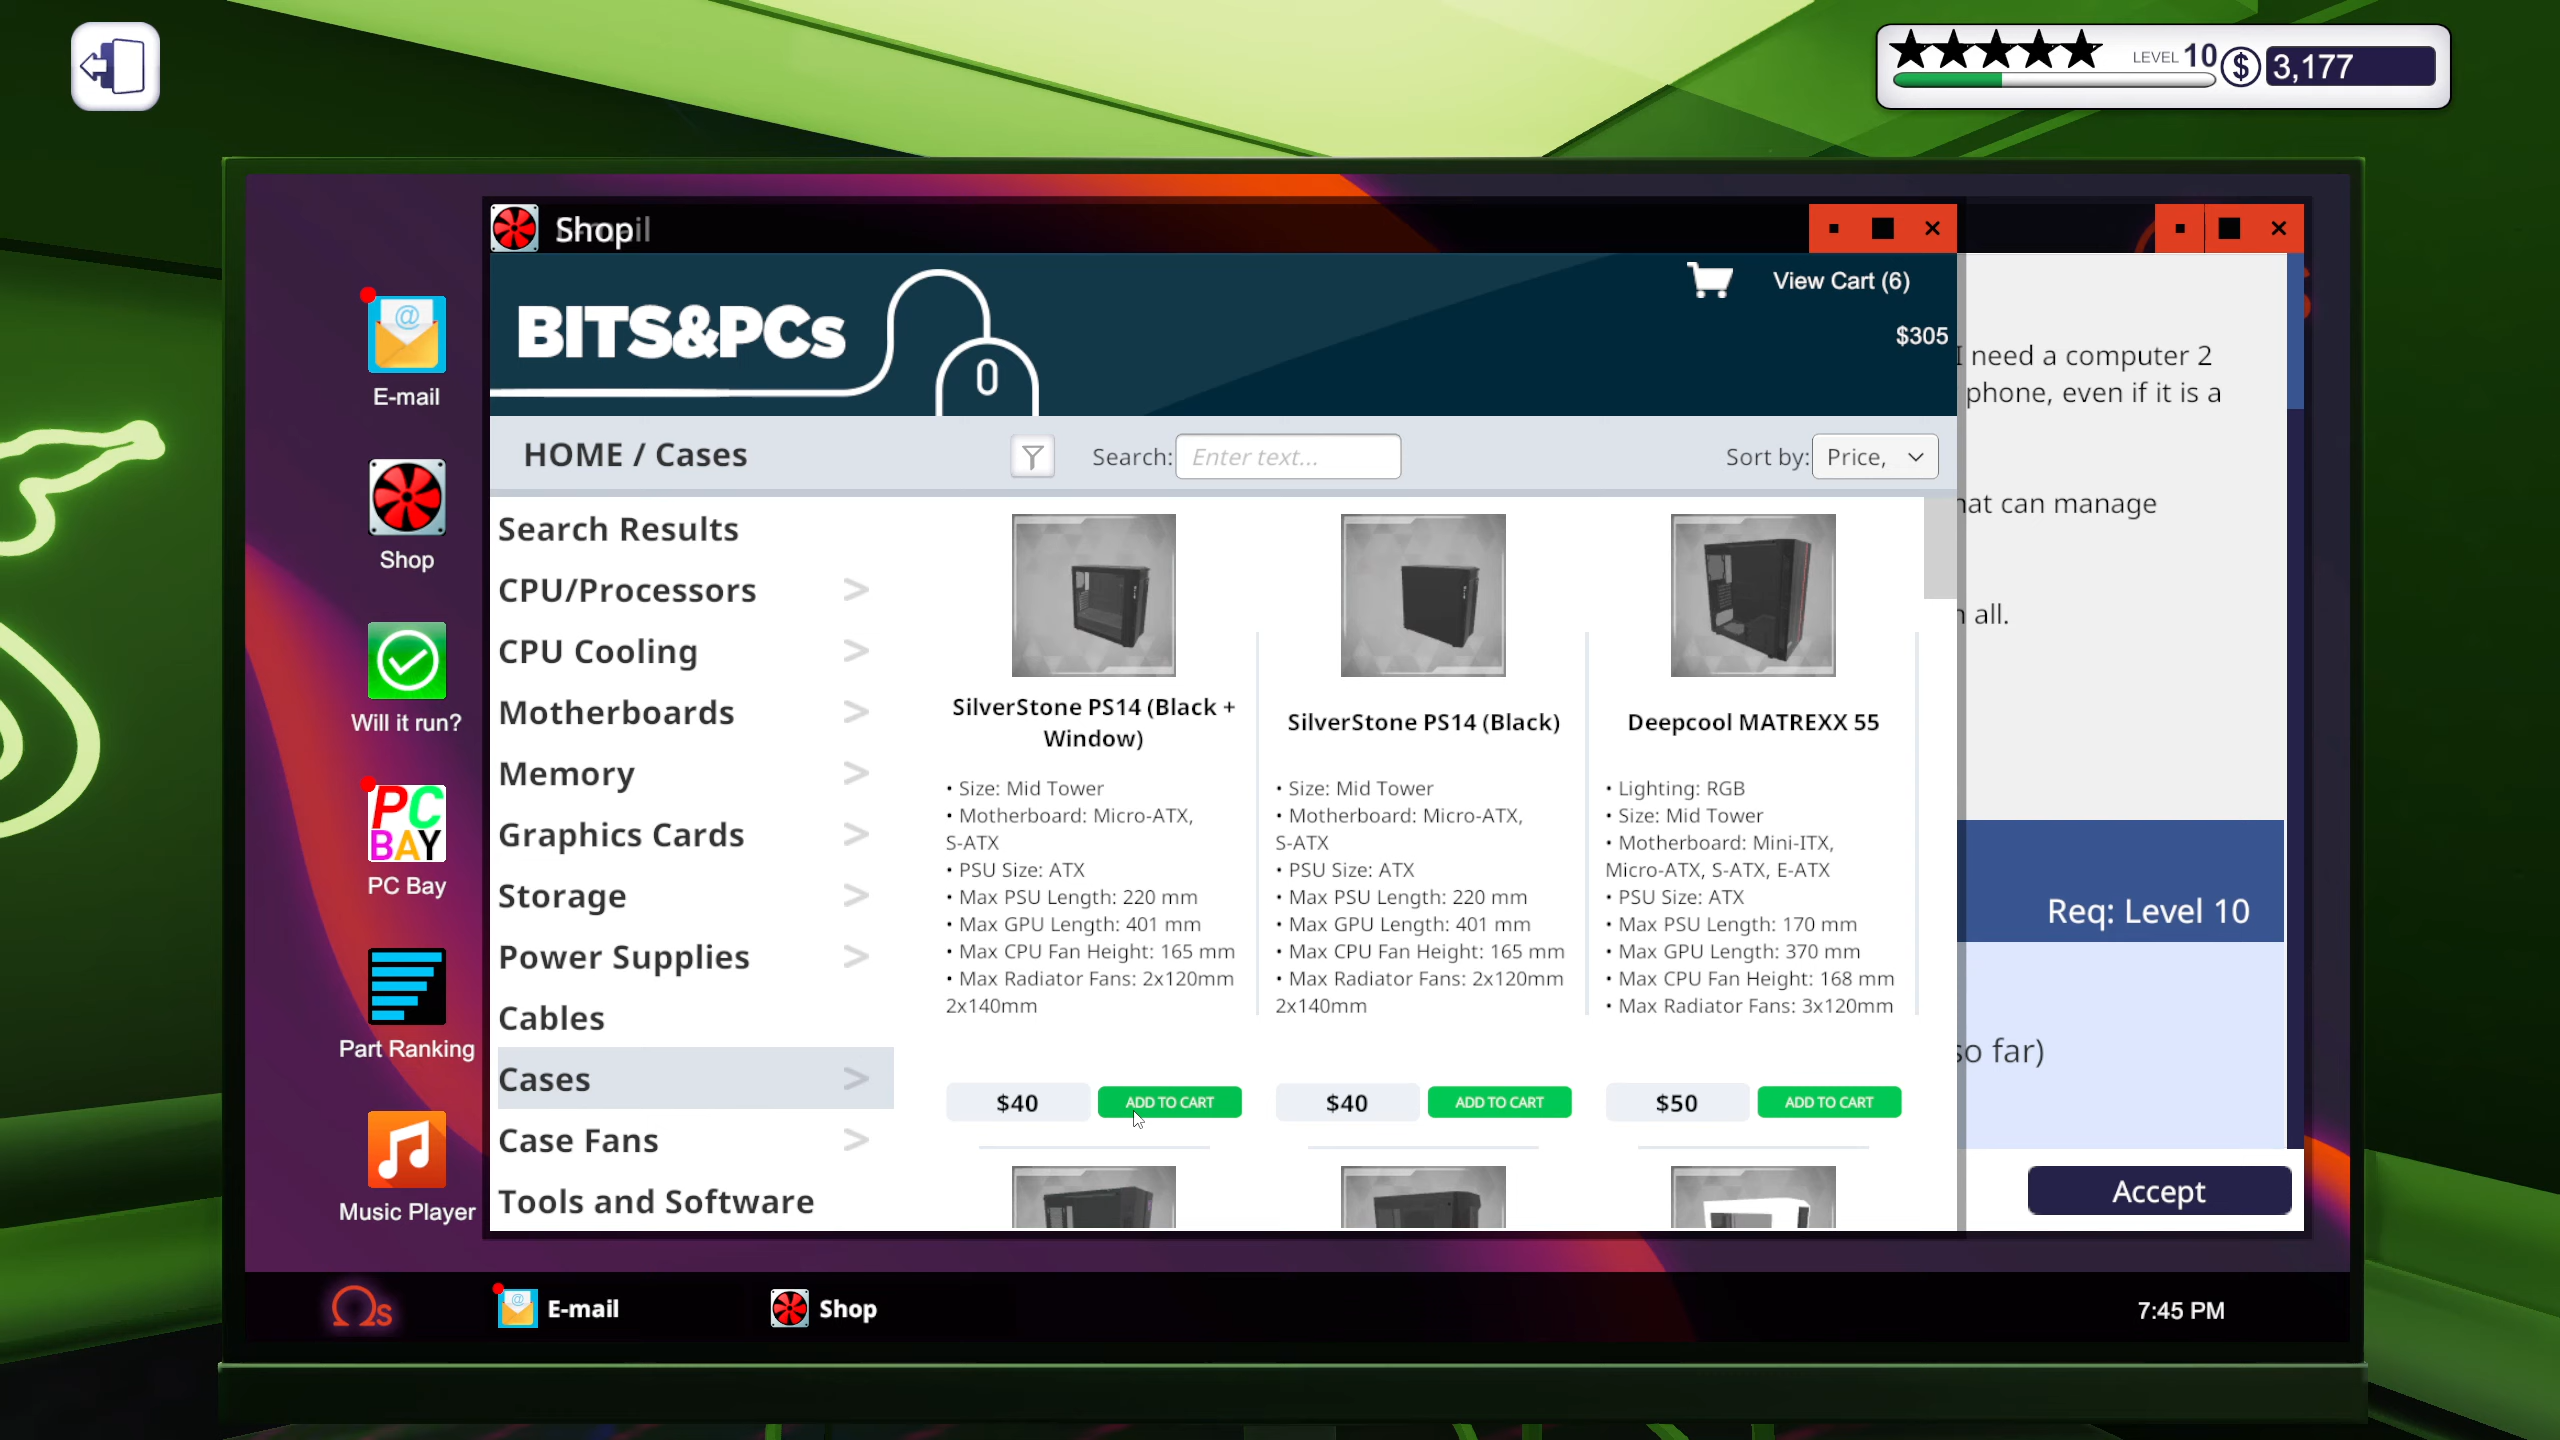 LEVEL 10
$ 3,177
Shop
BITS&PCs
View Cart (6)
$305
HOME / Cases
Search:
Enter text...
Sort by:
Price,
Search Results
CPU/Processors >
CPU Cooling >
Motherboards >
Memory >
Graphics Cards >
Storage >
Power Supplies >
Cables
Cases >
Case Fans >
Tools and Software
SilverStone PS14 (Black +
Window)
• Size: Mid Tower
• Motherboard: Micro-ATX,
S-ATX
• PSU Size: ATX
• Max PSU Length: 220 mm
• Max GPU Length: 401 mm
• Max CPU Fan Height: 165 mm
• Max Radiator Fans: 2x120mm
2x140mm
$40
ADD TO CART
SilverStone PS14 (Black)
• Size: Mid Tower
• Motherboard: Micro-ATX,
S-ATX
• PSU Size: ATX
• Max PSU Length: 220 mm
• Max GPU Length: 401 mm
• Max CPU Fan Height: 165 mm
• Max Radiator Fans: 2x120mm
2x140mm
$40
ADD TO CART
Deepcool MATREXX 55
• Lighting: RGB
• Size: Mid Tower
• Motherboard: Mini-ITX,
Micro-ATX, S-ATX, E-ATX
• PSU Size: ATX
• Max PSU Length: 170 mm
• Max GPU Length: 370 mm
• Max CPU Fan Height: 168 mm
• Max Radiator Fans: 3x120mm
$50
ADD TO CART
I need a computer 2
phone, even if it is a
can manage
all.
Req: Level 10
so far)
Accept
E-mail
Shop
Will it run?
PC
BAY
PC Bay
Part Ranking
Music Player
Ωs
E-mail
Shop
7:45 PM